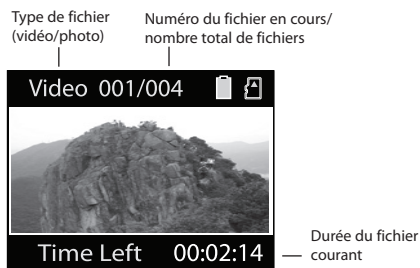 Type de fichier
(vidéo/photo)
Numéro du fichier en cours/
nombre total de fichiers
Video 001/004
Time Left 00:02:14
Durée du fichier
courant